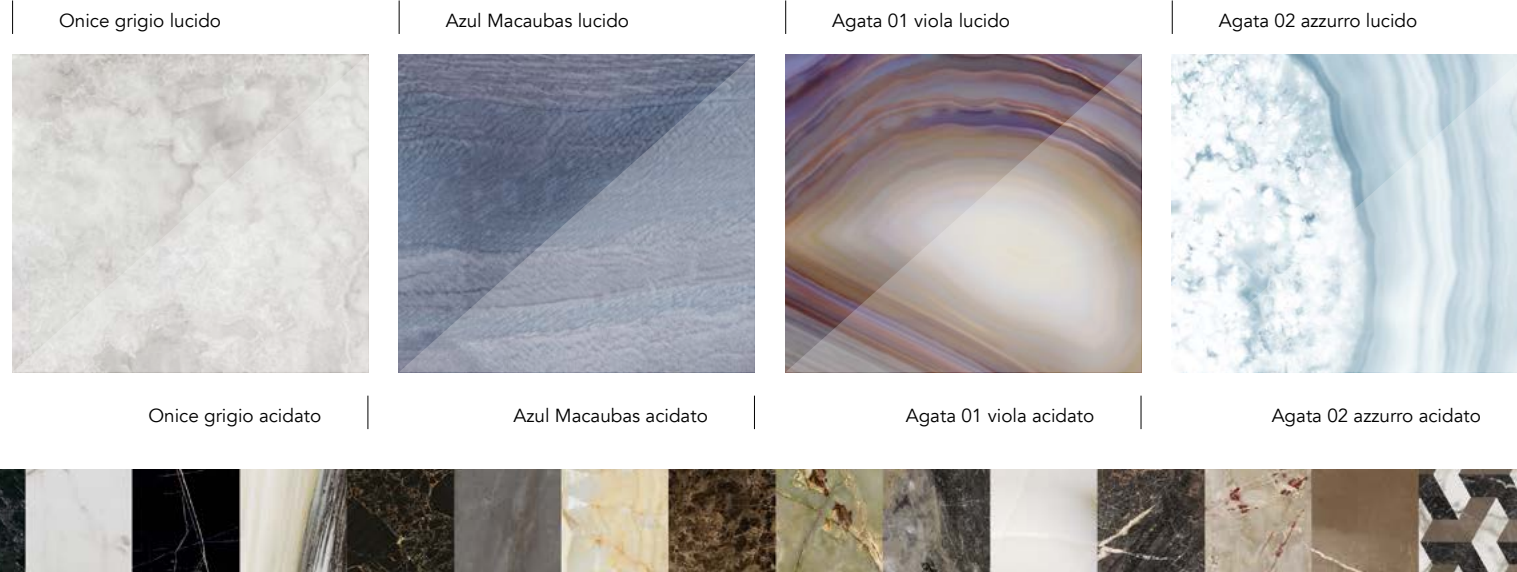 Onice grigio lucido
Azul Macaubas lucido
Agata 01 viola lucido
Agata 02 azzurro lucido
Onice grigio acidato
Azul Macaubas acidato
Agata 01 viola acidato
Agata 02 azzurro acidato